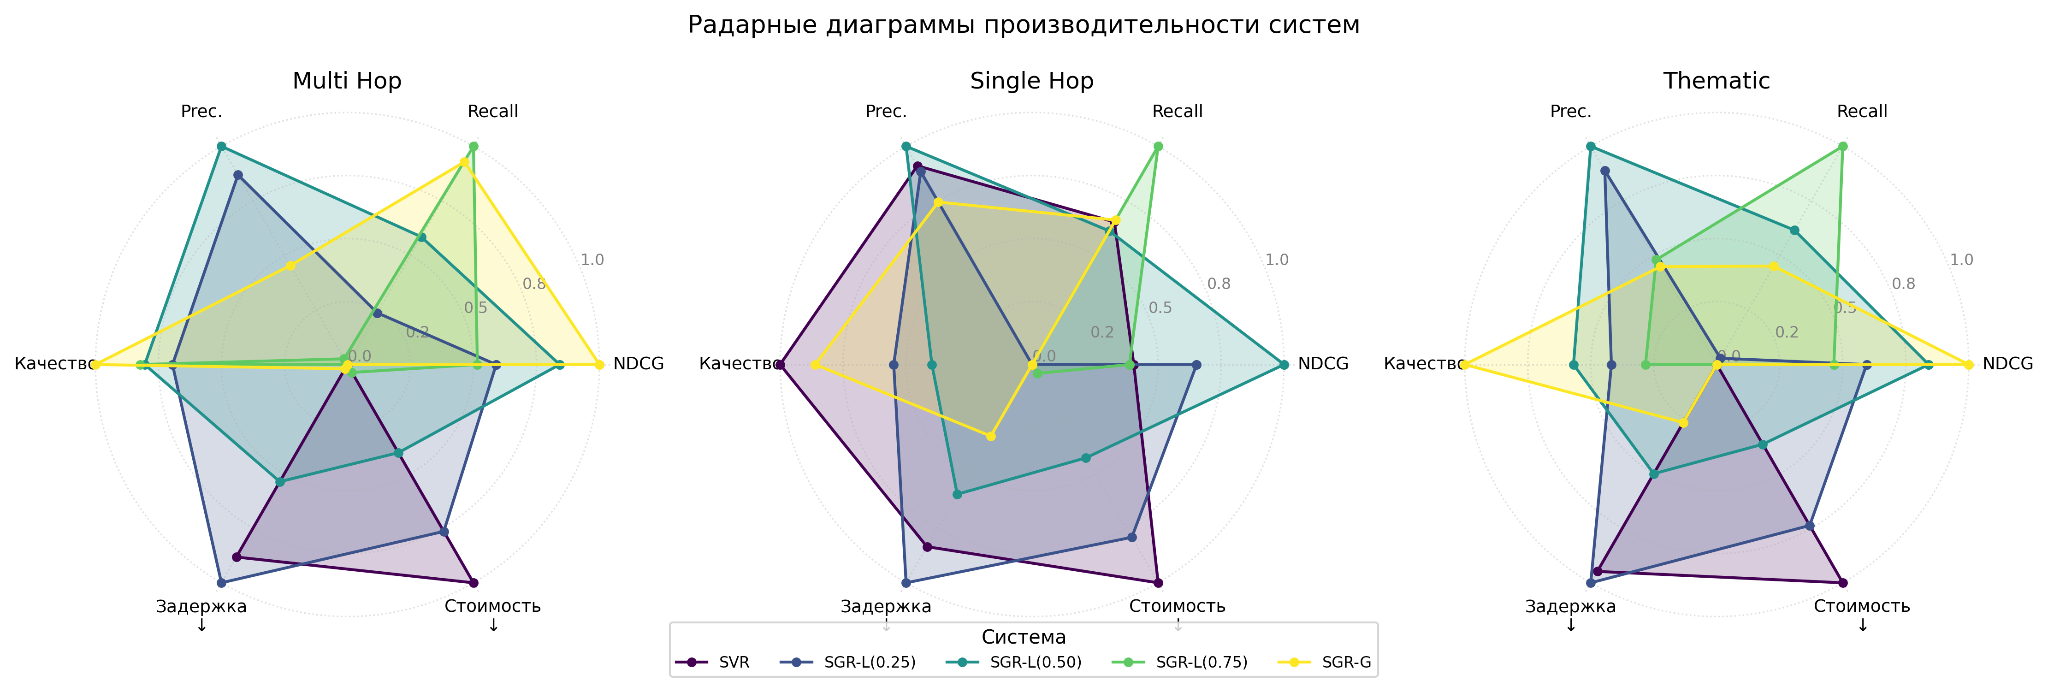 Радарные диаграммы производительности систем
Multi Hop
Prec.
Recall
1.0
0.8
0.5
0.2
0.0
Качество
NDCG
Задержка
↓
Стоимость
↓
Single Hop
Prec.
Recall
1.0
0.8
0.5
0.2
0.0
Качество
NDCG
Задержка
↓
Стоимость
↓
Thematic
Prec.
Recall
1.0
0.8
0.5
0.2
0.0
Качество
NDCG
Задержка
↓
Стоимость
↓
Система
SVR SGR-L(0.25) SGR-L(0.50) SGR-L(0.75) SGR-G